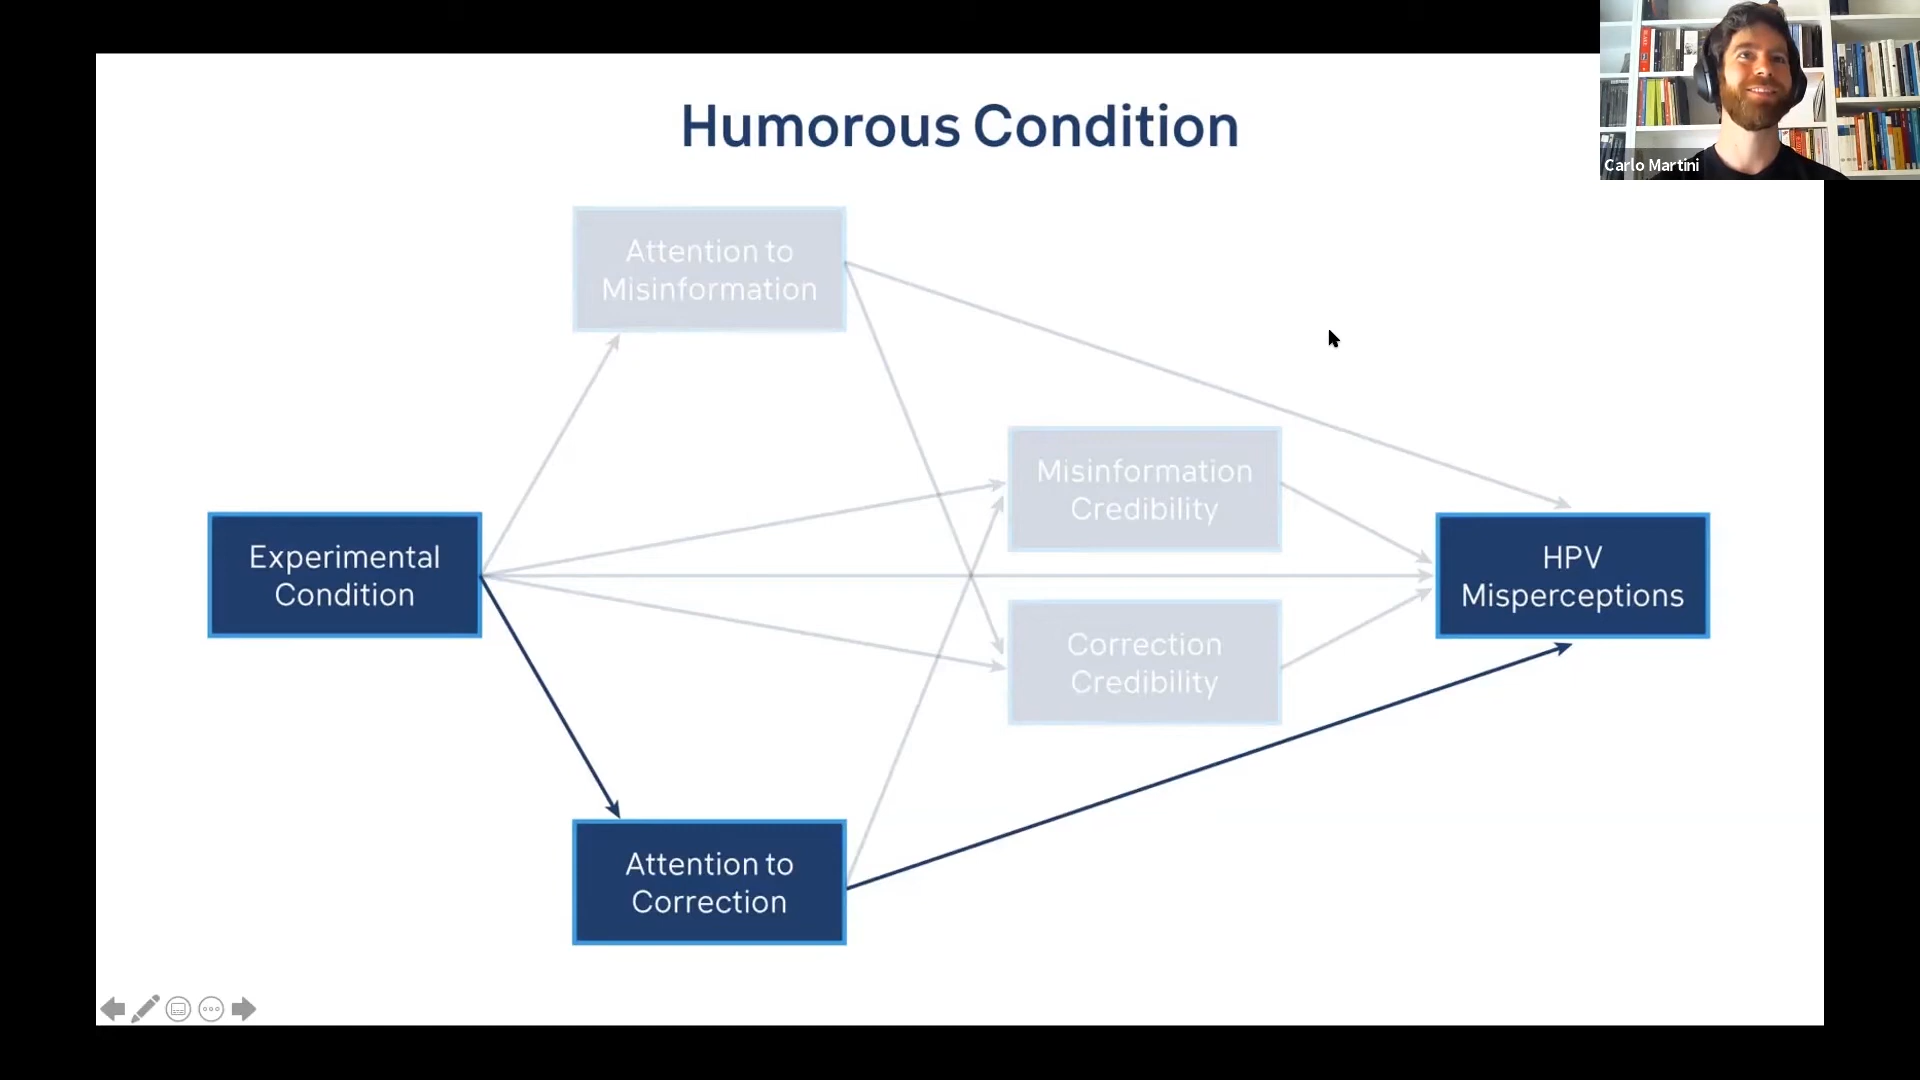 Humorous Condition
Carlo Martini
Attention to
Misinformation
Misinformation
Credibility
Experimental
Condition
HPV
Misperceptions
Correction
Credibility
Attention to
Correction